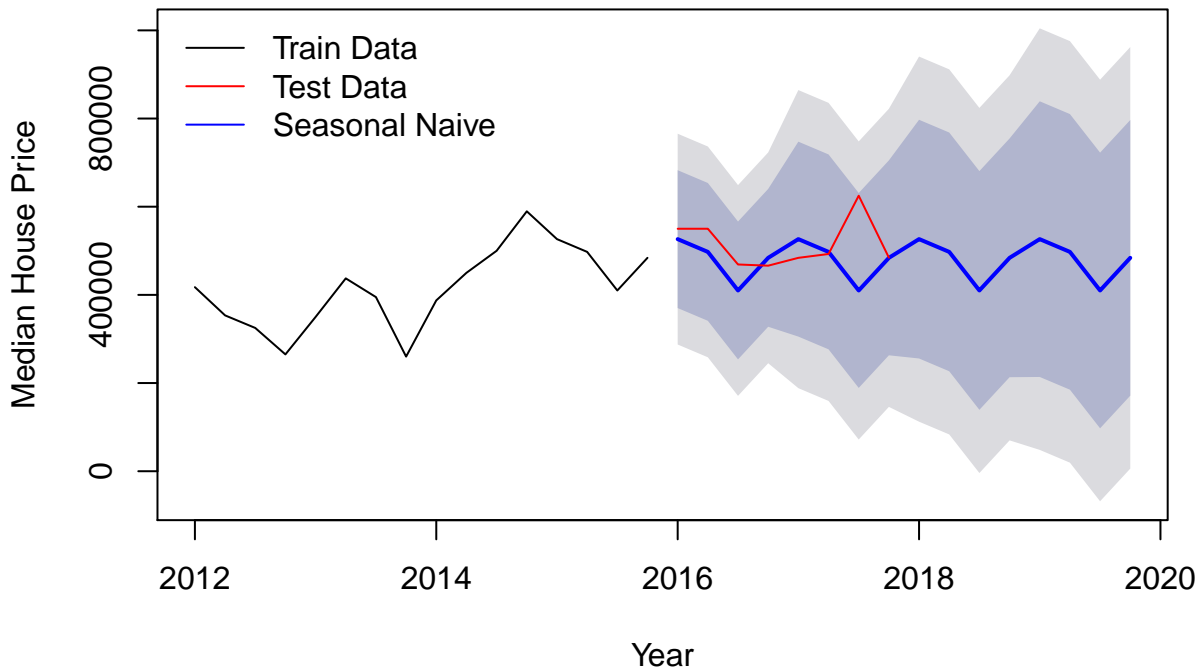 Train Data
Test Data
Seasonal Naive
Median House Price
800000
400000
0
2012 2014 2016 2018 2020
Year